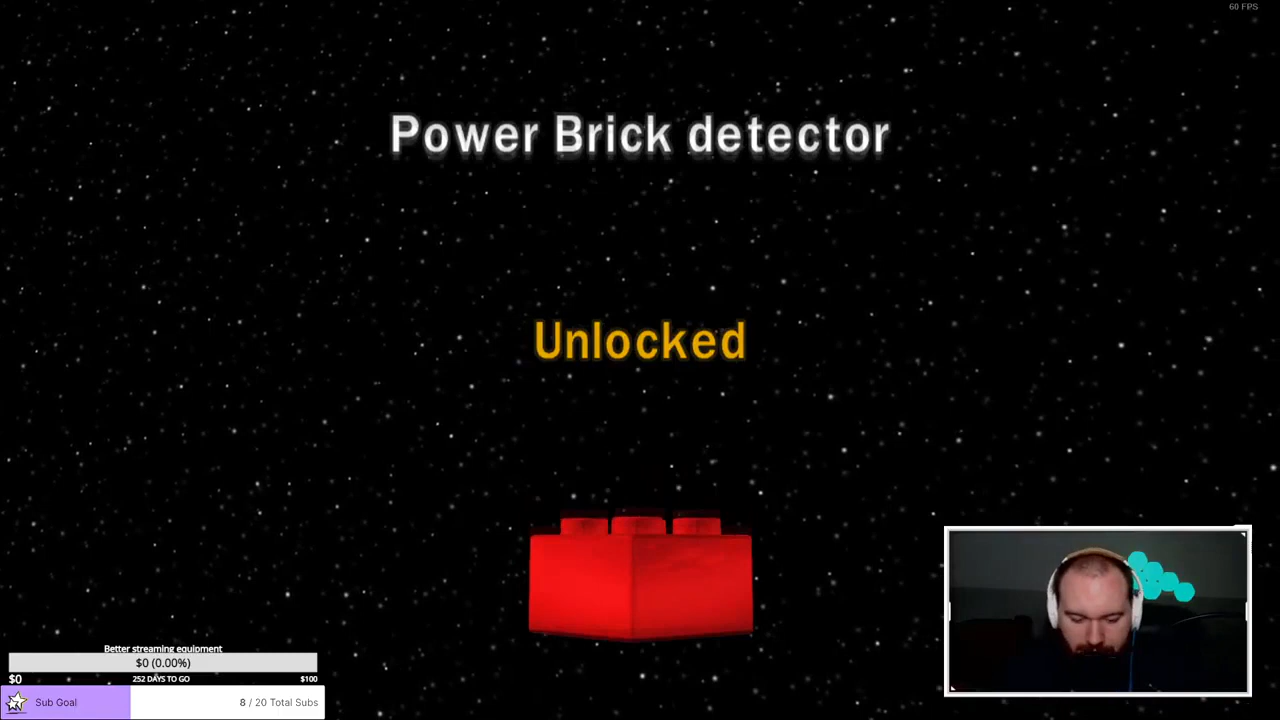 60 FPS
Power Brick detector
Unlocked
Better streaming equipment
$0 (0.00%)
$0 252 DAYS TO GO $100
Sub Goal 8 / 20 Total Subs